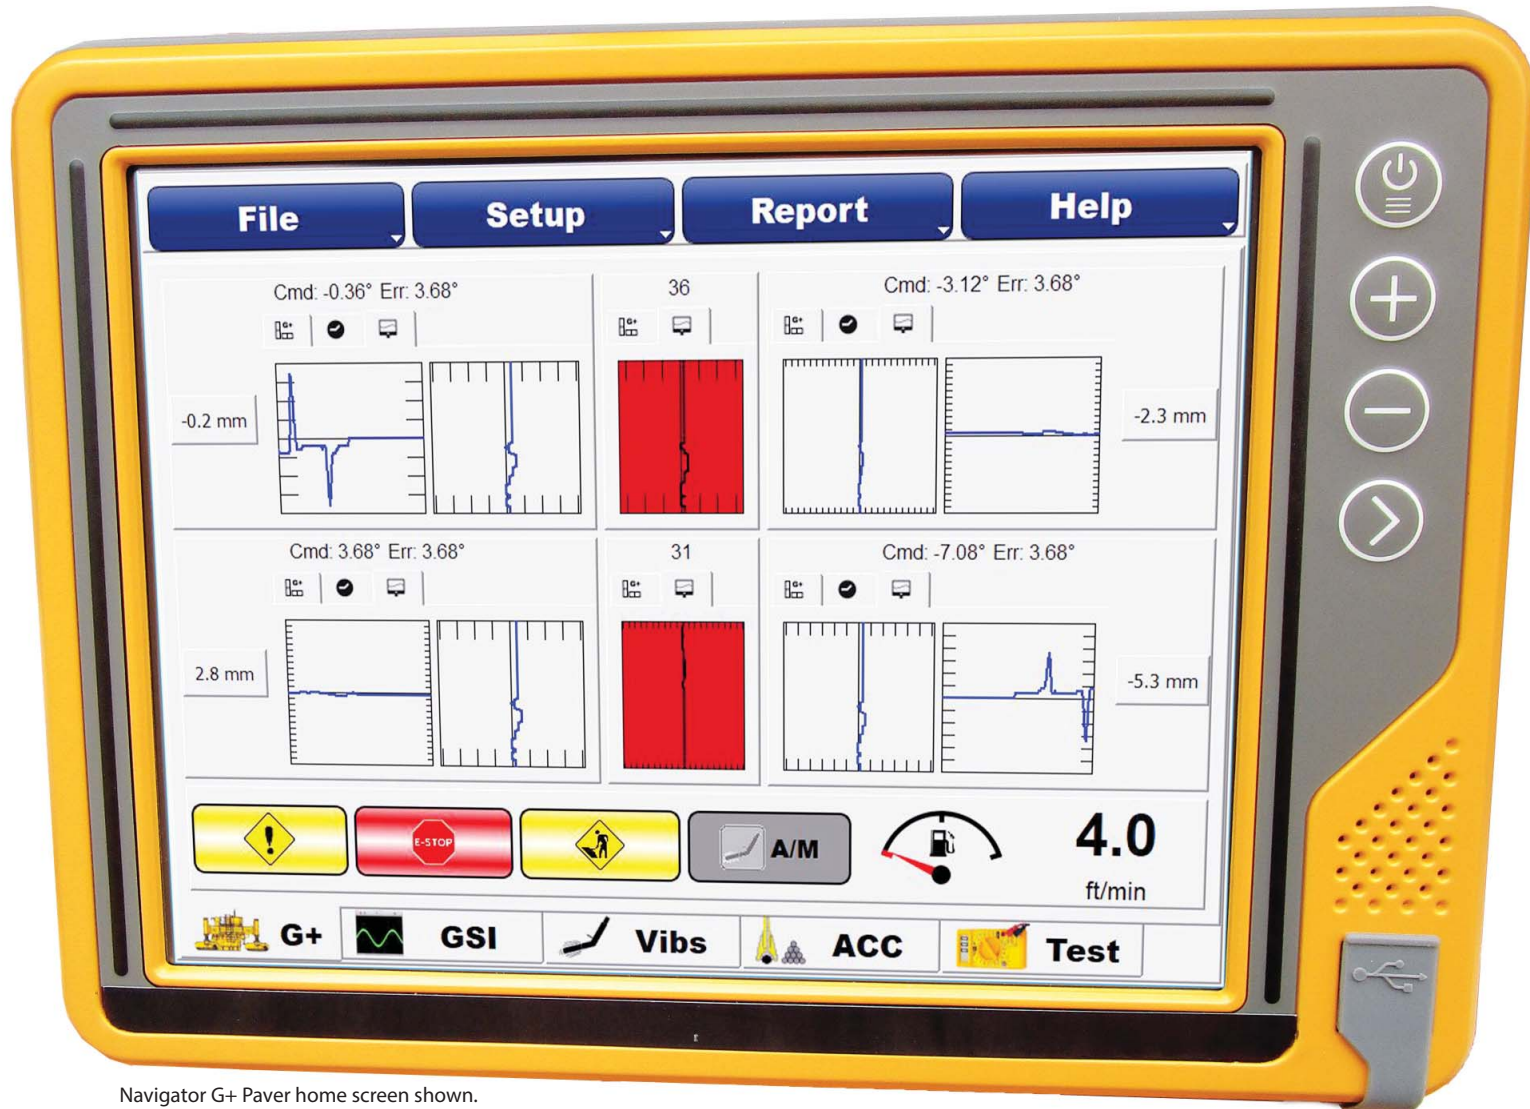 File Setup Report Help
Cmd: -0.36° Err: 3.68°
36
Cmd: -3.12° Err: 3.68°
G+
G+
G+
-0.2 mm
-2.3 mm
Cmd: 3.68° Err: 3.68°
31
Cmd: -7.08° Err: 3.68°
G+
G+
G+
2.8 mm
-5.3 mm
!
E-STOP
A/M
4.0
ft/min
G+ GSI Vibs ACC Test
Navigator G+ Paver home screen shown.